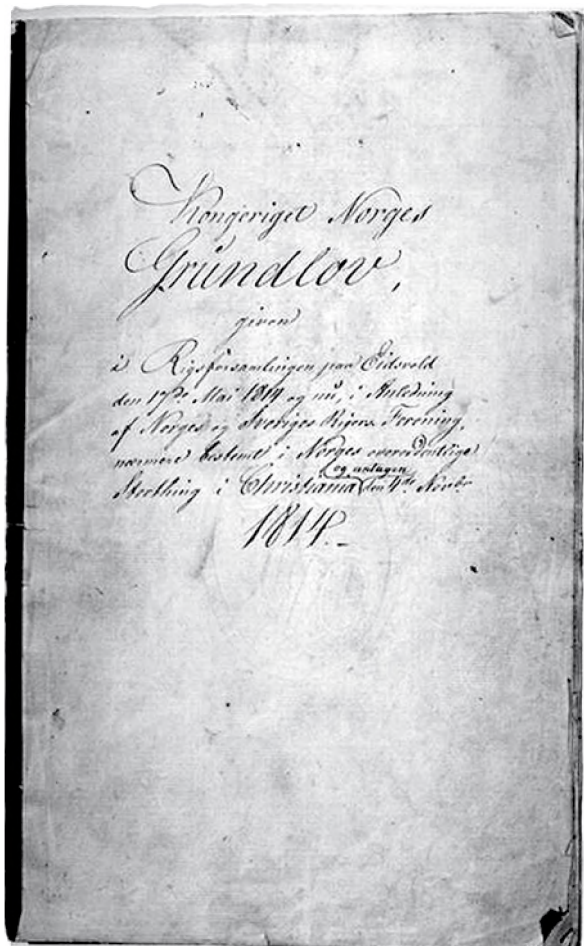 Kongeriget Norges
Grundlov,
given
i Rigsforsamlingen paa Eidsvold
den 17de Mai 1814 og nu, i Anledning
af Norges og Sveriges Rigers Forening,
nærmere bestemt i Norges overordentlige
og antagen
Storthing i Christiania den 4de Novbr
1814.